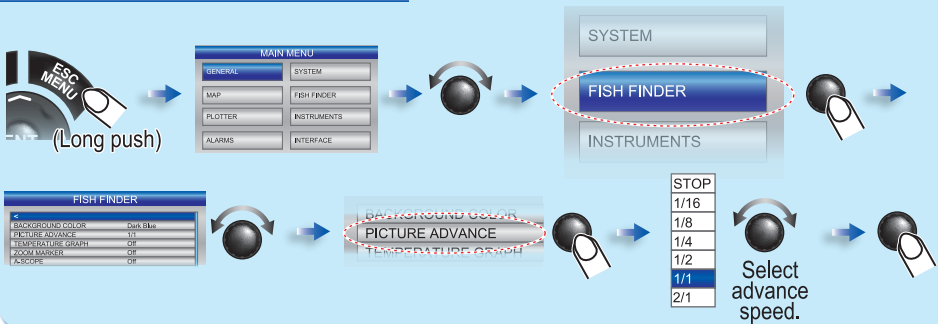 ESC
MENU
ENT
(Long push)
MAIN MENU
GENERAL
SYSTEM
MAP
FISH FINDER
PLOTTER
INSTRUMENTS
ALARMS
INTERFACE
SYSTEM
FISH FINDER
INSTRUMENTS
FISH FINDER
<
BACKGROUND COLOR Dark Blue
PICTURE ADVANCE 1/1
TEMPERATURE GRAPH Off
ZOOM MARKER Off
A-SCOPE Off
BACKGROUND COLOR
PICTURE ADVANCE
TEMPERATURE GRAPH
STOP
1/16
1/8
1/4
1/2
1/1
2/1
Select
advance
speed.